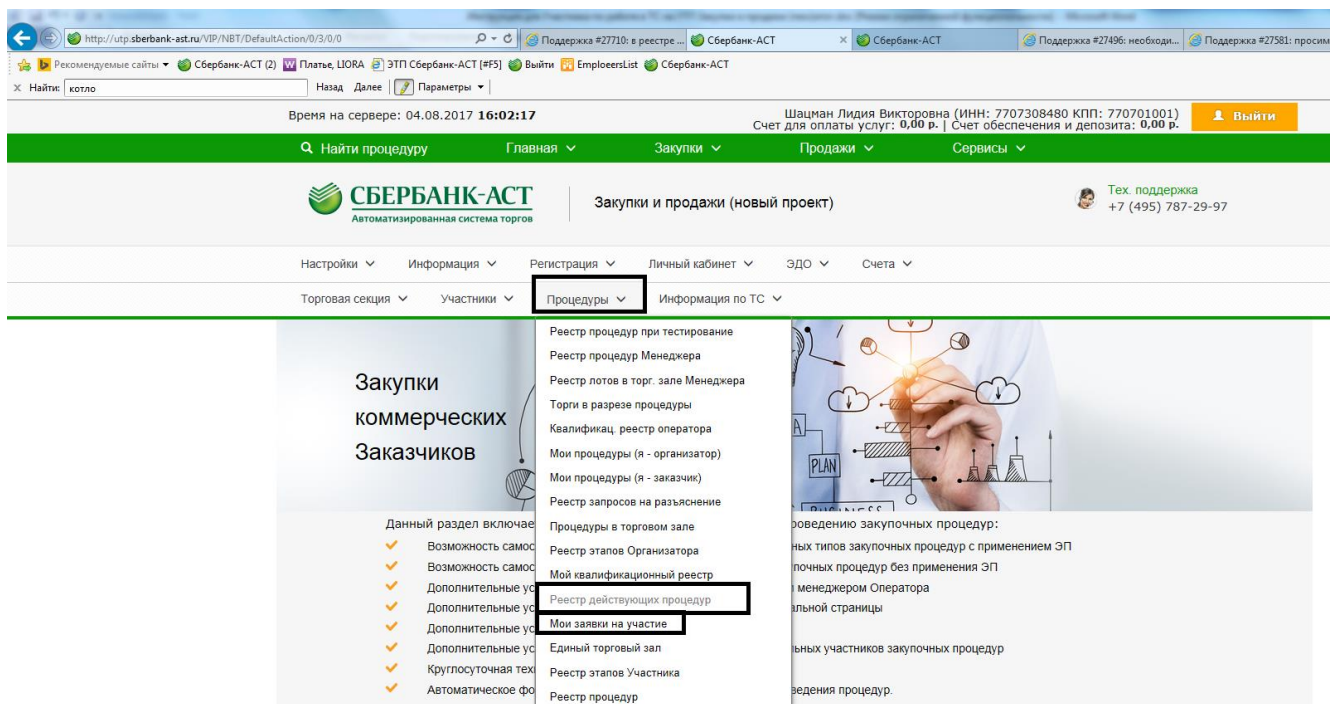 http://utp.sberbank-ast.ru/VIP/NBT/DefaultAction/0/3/0/0
Поддержка #27710: в реестре ...
Сбербанк-АСТ
Сбербанк-АСТ
Поддержка #27496: необходи...
Поддержка #27581: просим
Рекомендуемые сайты
Сбербанк-АСТ (2)
Платье, LIORA
ЭТП Сбербанк-АСТ [#F5]
Выйти
EmploeersList
Сбербанк-АСТ
x Найти: котло Назад Далее Параметры
Время на сервере: 04.08.2017 16:02:17
Шацман Лидия Викторовна (ИНН: 7707308480 КПП: 770701001)
Счет для оплаты услуг: 0,00 р. | Счет обеспечения и депозита: 0,00 р.
Выйти
Найти процедуру Главная Закупки Продажи Сервисы
СБЕРБАНК-АСТ
Автоматизированная система торгов
Закупки и продажи (новый проект)
Тех. поддержка
+7 (495) 787-29-97
Настройки Информация Регистрация Личный кабинет ЭДО Счета
Торговая секция Участники Процедуры Информация по ТС
Закупки
коммерческих
Заказчиков
PLAN
Реестр процедур при тестирование
Реестр процедур Менеджера
Реестр лотов в торг. зале Менеджера
Торги в разрезе процедуры
Квалификац. реестр оператора
Мои процедуры (я - организатор)
Мои процедуры (я - заказчик)
Реестр запросов на разъяснение
Процедуры в торговом зале
Реестр этапов Организатора
Мой квалификационный реестр
Реестр действующих процедур
Мои заявки на участие
Единый торговый зал
Реестр этапов Участника
Реестр процедур
Данный раздел включае роведению закупочных процедур:
Возможность самос ных типов закупочных процедур с применением ЭП
Возможность самос почных процедур без применения ЭП
Дополнительные ус менеджером Оператора
Дополнительные ус альной страницы
Дополнительные ус
Дополнительные ус ьных участников закупочных процедур
Круглосуточная тех
Автоматическое фо ведения процедур.